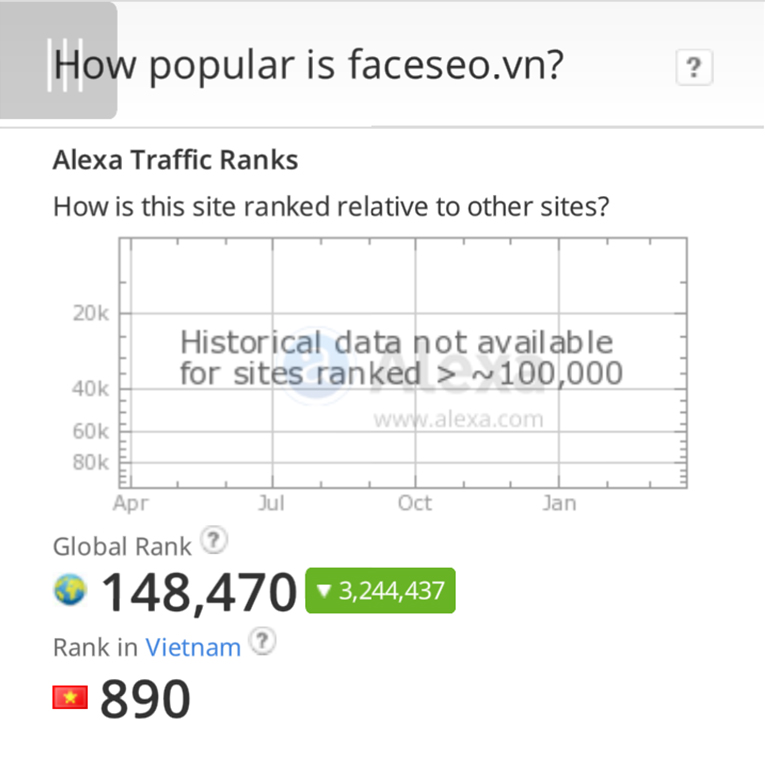 How popular is faceseo.vn?
?
Alexa Traffic Ranks
How is this site ranked relative to other sites?
20k
40k
60k
80k
Historical data not available
for sites ranked > ~100,000
a Alexa
www.alexa.com
Apr Jul Oct Jan
Global Rank ?
148,470 ▼ 3,244,437
Rank in Vietnam ?
890